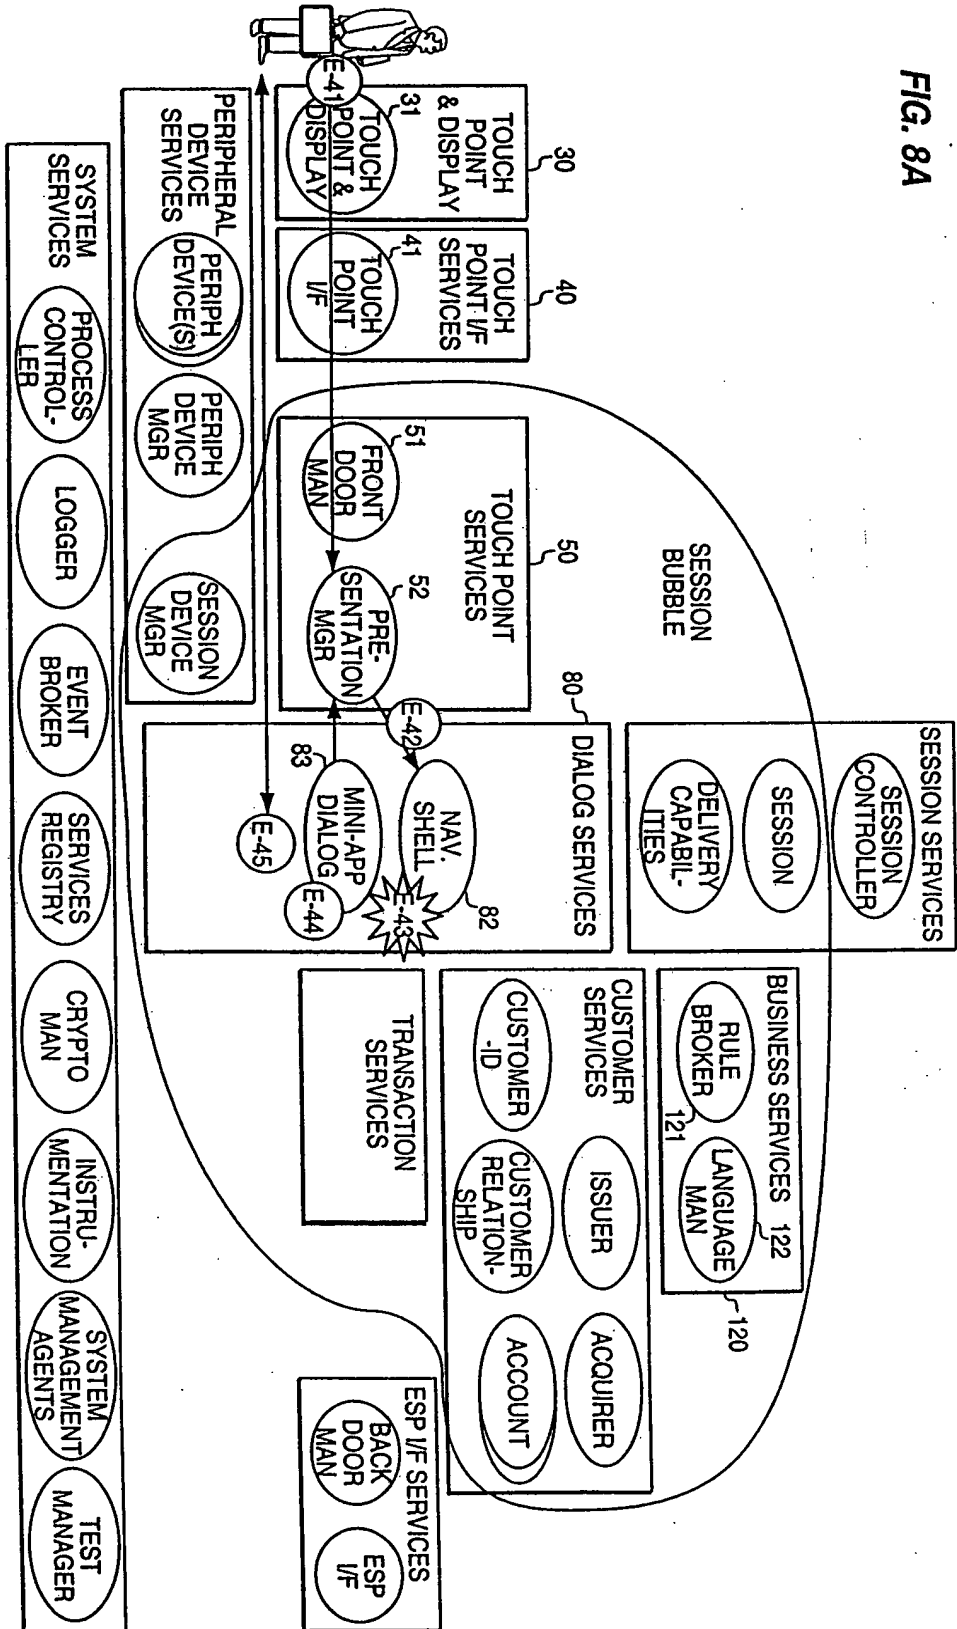 FIG. 8A
SESSION SERVICES
SESSION
CONTROLLER
SESSION
DELIVERY
CAPABIL-
ITIES
BUSINESS SERVICES
RULE
BROKER
121
LANGUAGE
MAN
122
120
SESSION
BUBBLE
TOUCH
POINT
& DISPLAY
30
31
TOUCH
POINT &
DISPLAY
E-41
TOUCH
POINT I/F
SERVICES
40
41
TOUCH
POINT
I/F
TOUCH POINT
SERVICES
50
51
FRONT
DOOR
MAN
52
PRE-
SENTATION
MGR
E-42
DIALOG SERVICES
80
NAV.
SHELL
82
E-43
83
MINI-APP
DIALOG
E-44
E-45
CUSTOMER
SERVICES
ISSUER
ACQUIRER
CUSTOMER
-ID
CUSTOMER
RELATION-
SHIP
ACCOUNT
TRANSACTION
SERVICES
ESP I/F SERVICES
BACK
DOOR
MAN
ESP
I/F
PERIPHERAL
DEVICE
SERVICES
PERIPH
DEVICE(S)
PERIPH
DEVICE
MGR
SESSION
DEVICE
MGR
SYSTEM
SERVICES
PROCESS
CONTROL-
LER
LOGGER
EVENT
BROKER
SERVICES
REGISTRY
CRYPTO
MAN
INSTRU-
MENTATION
SYSTEM
MANAGEMENT
AGENTS
TEST
MANAGER